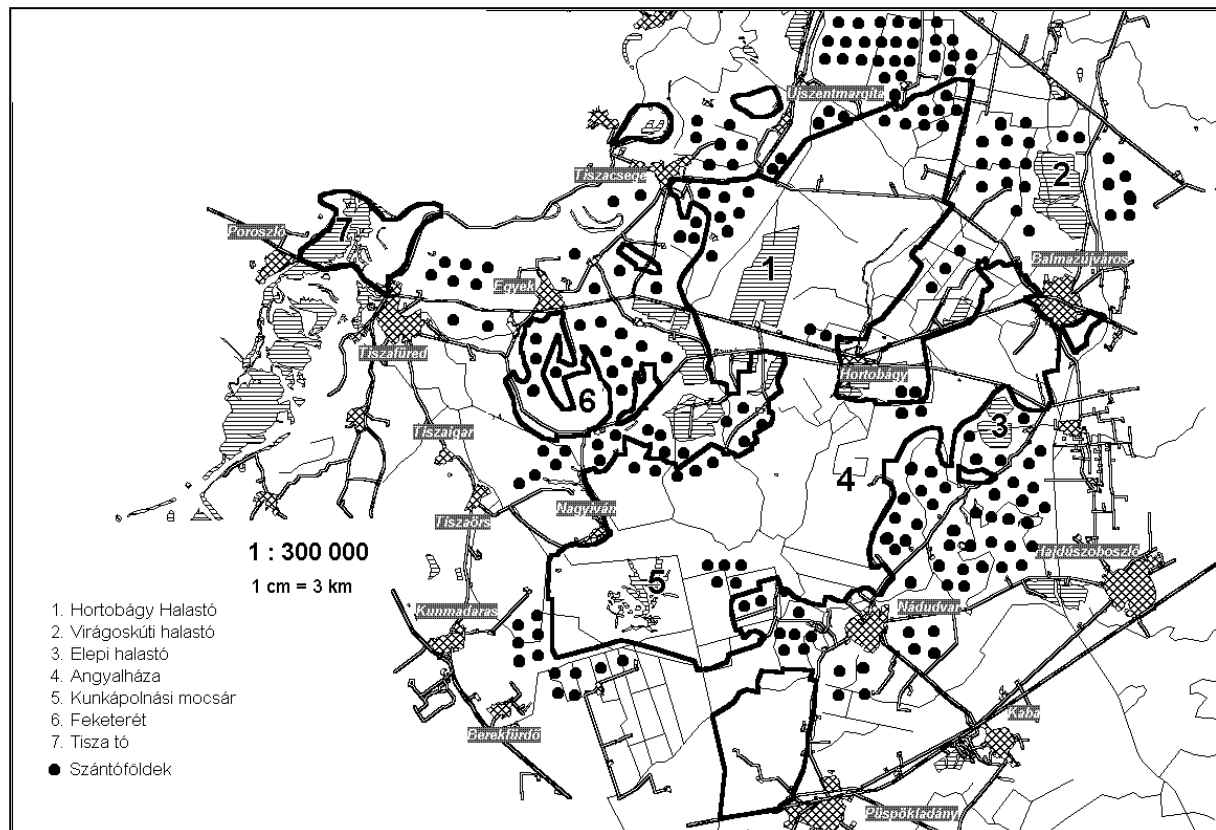 Újszentmargita
Tiszacsege
2
7
Poroszló
1
Balmazújváros
Egyek
Tiszafüred
Hortobágy
6
3
Tiszaigar
4
Nagyiván
Tiszaörs
1 : 300 000
1 cm = 3 km
5
Hajdúszoboszló
Kunmadaras
Nádudvar
1. Hortobágy Halastó
2. Virágoskúti halastó
3. Elepi halastó
4. Angyalháza
5. Kunkápolnási mocsár
6. Feketerét
7. Tisza tó
Szántóföldek
Berekfürdő
Kaba
Püspökladány